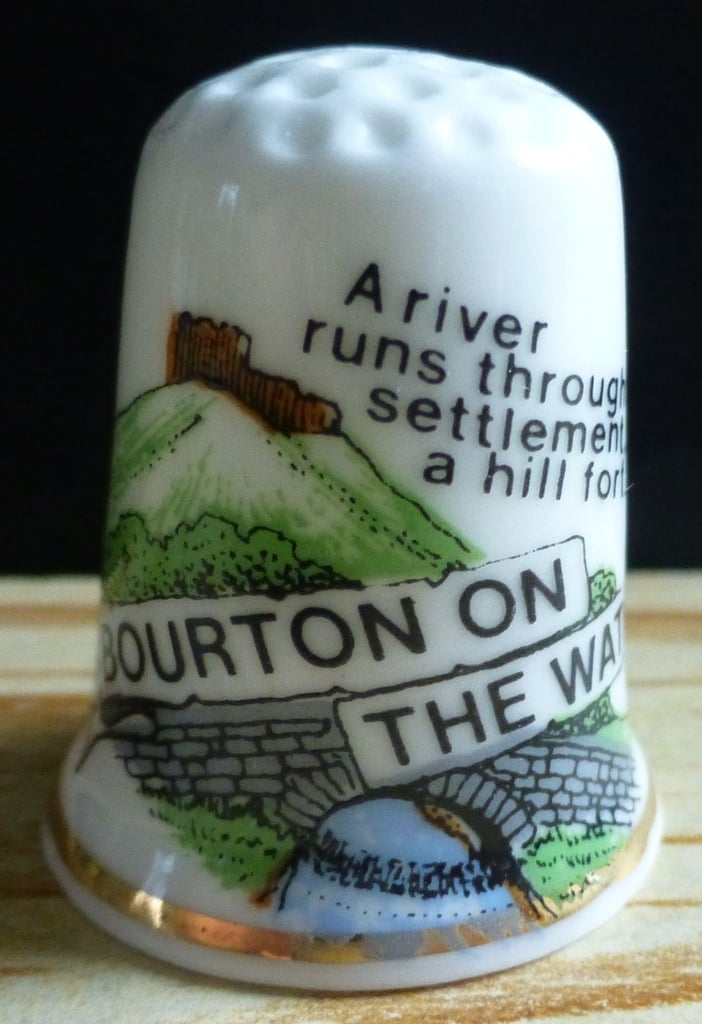 A river
runs through
settlement
a hill fort
BOURTON ON
THE WAT